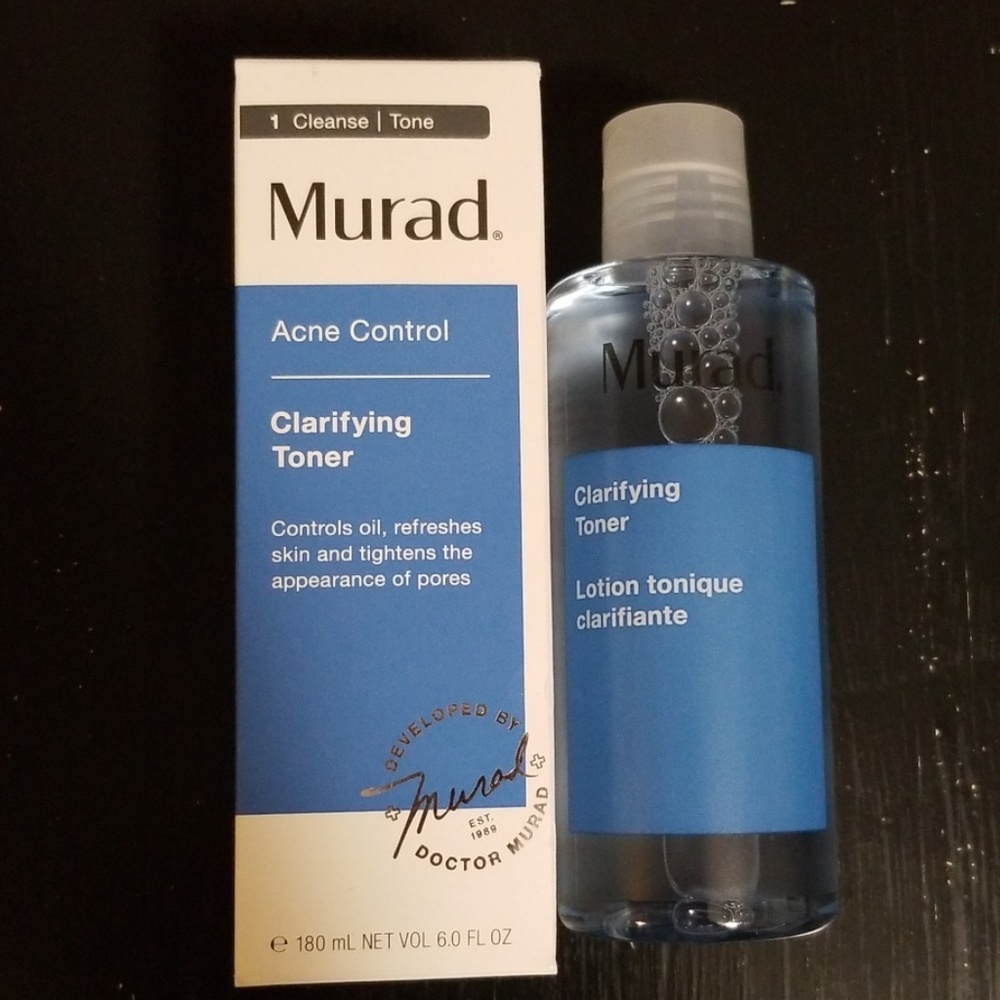 1 Cleanse | Tone
Murad®
Acne Control
Clarifying
Toner
Controls oil, refreshes
skin and tightens the
appearance of pores
DEVELOPED BY
Murad
EST.
1989
DOCTOR MURAD
℮ 180 mL NET VOL 6.0 FL OZ
Murad.
Clarifying
Toner
Lotion tonique
clarifiante